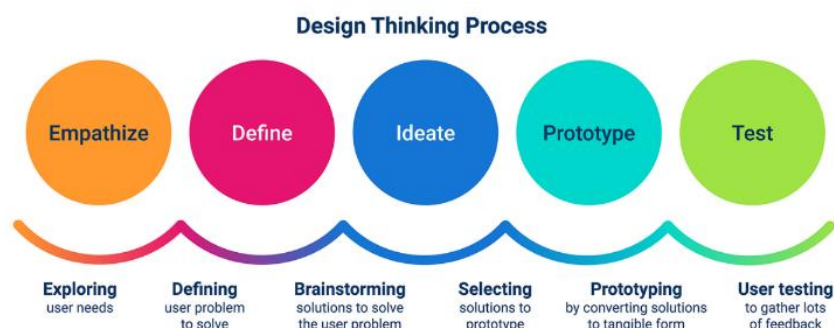 Design Thinking Process
Empathize
Define
Ideate
Prototype
Test
Exploring
user needs
Defining
user problem
to solve
Brainstorming
solutions to solve
the user problem
Selecting
solutions to
prototype
Prototyping
by converting solutions
to tangible form
User testing
to gather lots
of feedback